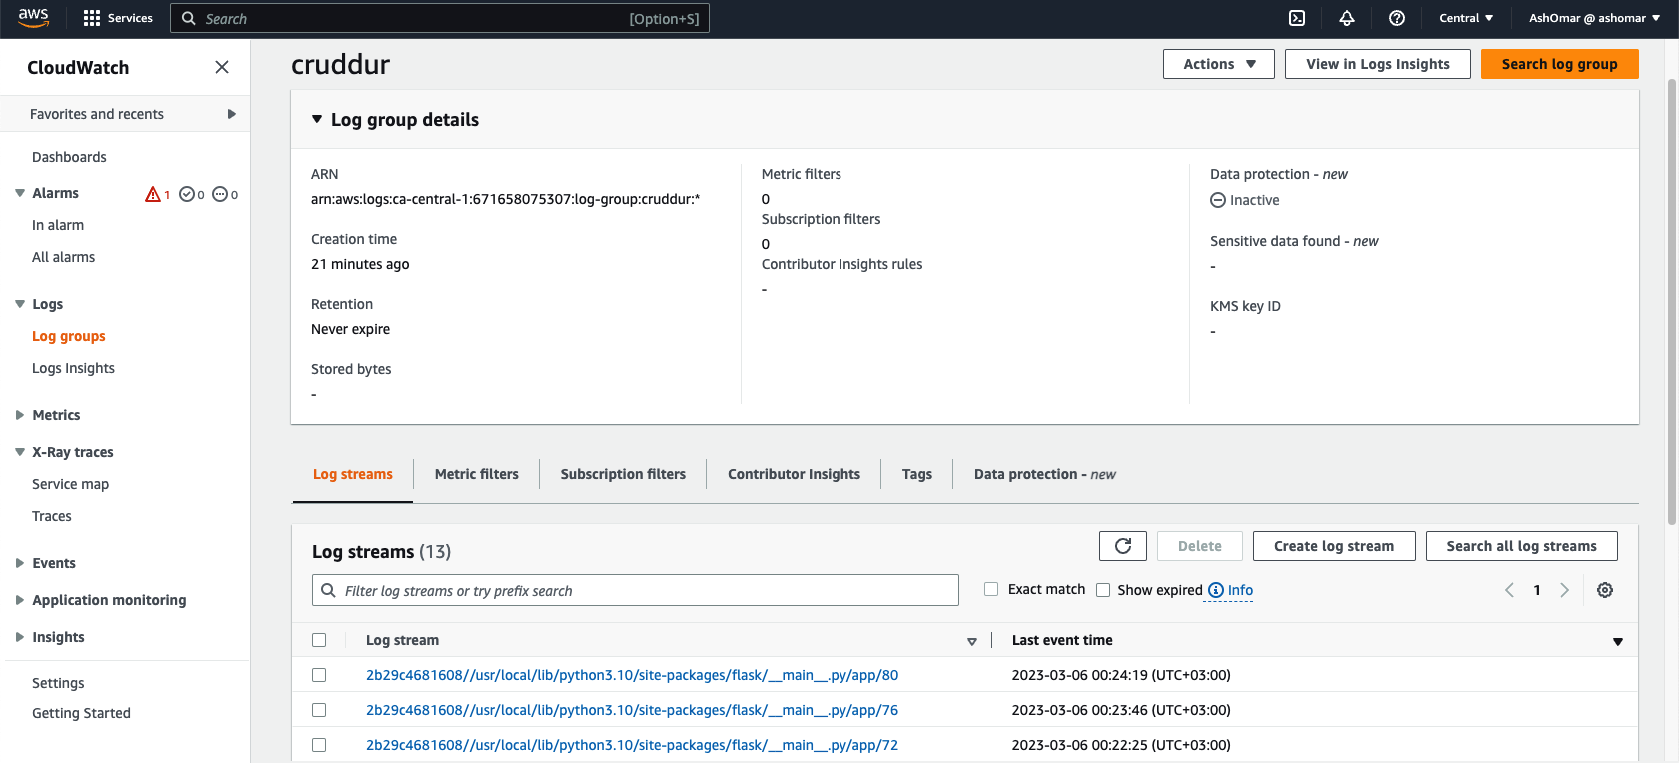 aws
Services
Search
[Option+S]
Central
AshOmar @ ashomar
CloudWatch
Favorites and recents
Dashboards
Alarms
1
0
0
In alarm
All alarms
Logs
Log groups
Logs Insights
Metrics
X-Ray traces
Service map
Traces
Events
Application monitoring
Insights
Settings
Getting Started
cruddur
Actions
View in Logs Insights
Search log group
Log group details
ARN
arn:aws:logs:ca-central-1:671658075307:log-group:cruddur:*
Creation time
21 minutes ago
Retention
Never expire
Stored bytes
-
Metric filters
0
Subscription filters
0
Contributor Insights rules
-
Data protection - new
Inactive
Sensitive data found - new
-
KMS key ID
-
Log streams
Metric filters
Subscription filters
Contributor Insights
Tags
Data protection - new
Log streams (13)
Delete
Create log stream
Search all log streams
Filter log streams or try prefix search
Exact match
Show expired
Info
1
Log stream
Last event time
2b29c4681608//usr/local/lib/python3.10/site-packages/flask/__main__.py/app/80
2023-03-06 00:24:19 (UTC+03:00)
2b29c4681608//usr/local/lib/python3.10/site-packages/flask/__main__.py/app/76
2023-03-06 00:23:46 (UTC+03:00)
2b29c4681608//usr/local/lib/python3.10/site-packages/flask/__main__.py/app/72
2023-03-06 00:22:25 (UTC+03:00)